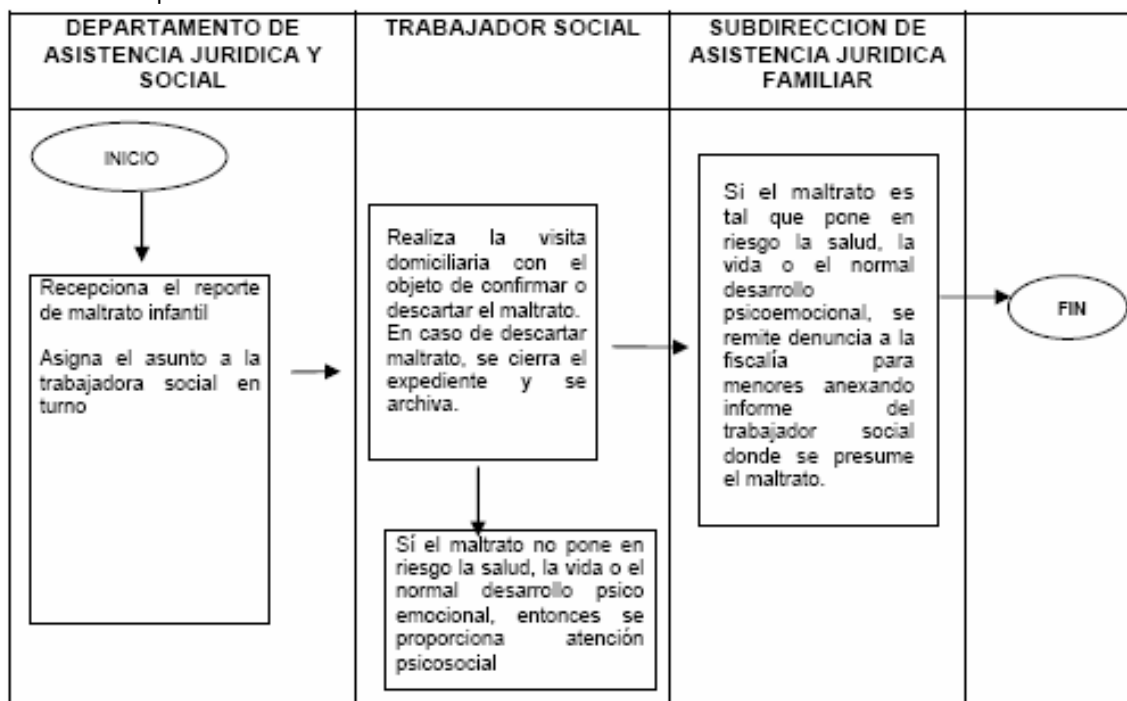 DEPARTAMENTO DE
ASISTENCIA JURIDICA Y
SOCIAL
TRABAJADOR SOCIAL
SUBDIRECCION DE
ASISTENCIA JURIDICA
FAMILIAR
INICIO
Recepciona el reporte
de maltrato infantil
Asigna el asunto a la
trabajadora social en
turno
Realiza la visita
domiciliaria con el
objeto de confirmar o
descartar el maltrato.
En caso de descartar
maltrato, se cierra el
expediente y se
archiva.
Sí el maltrato no pone en
riesgo la salud, la vida o el
normal desarrollo psico
emocional, entonces se
proporciona atención
psicosocial
Si el maltrato es
tal que pone en
riesgo la salud, la
vida o el normal
desarrollo
psicoemocional, se
remite denuncia a la
fiscalía para
menores anexando
informe del
trabajador social
donde se presume
el maltrato.
FIN